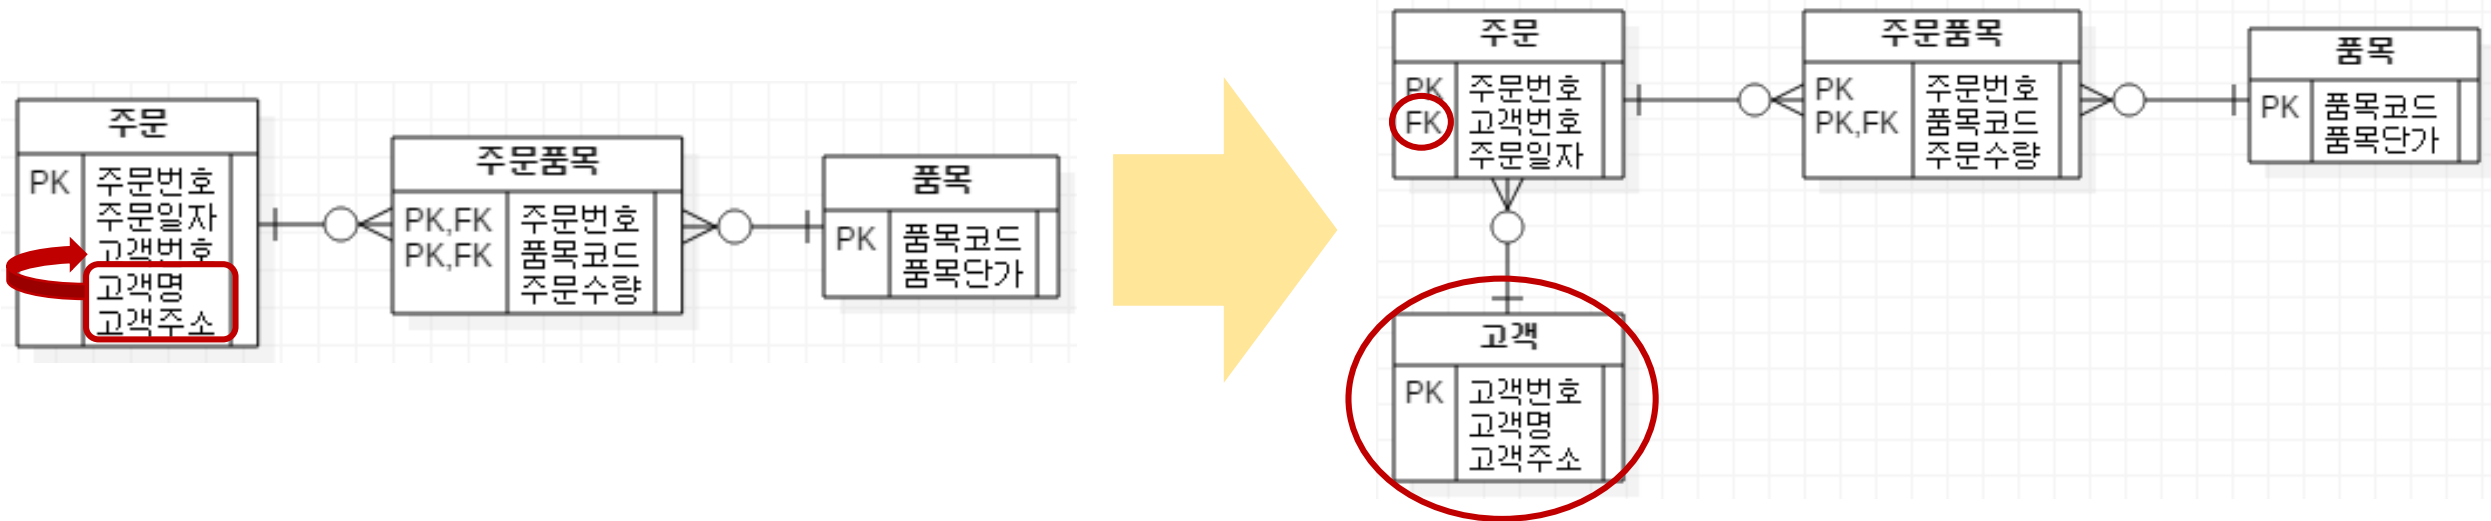 주문
PK 주문번호
주문일자
고객번호
고객명
고객주소
주문품목
PK,FK 주문번호
PK,FK 품목코드
주문수량
품목
PK 품목코드
품목단가
주문
PK 주문번호
FK 고객번호
주문일자
주문품목
PK 주문번호
PK,FK 품목코드
주문수량
품목
PK 품목코드
품목단가
고객
PK 고객번호
고객명
고객주소